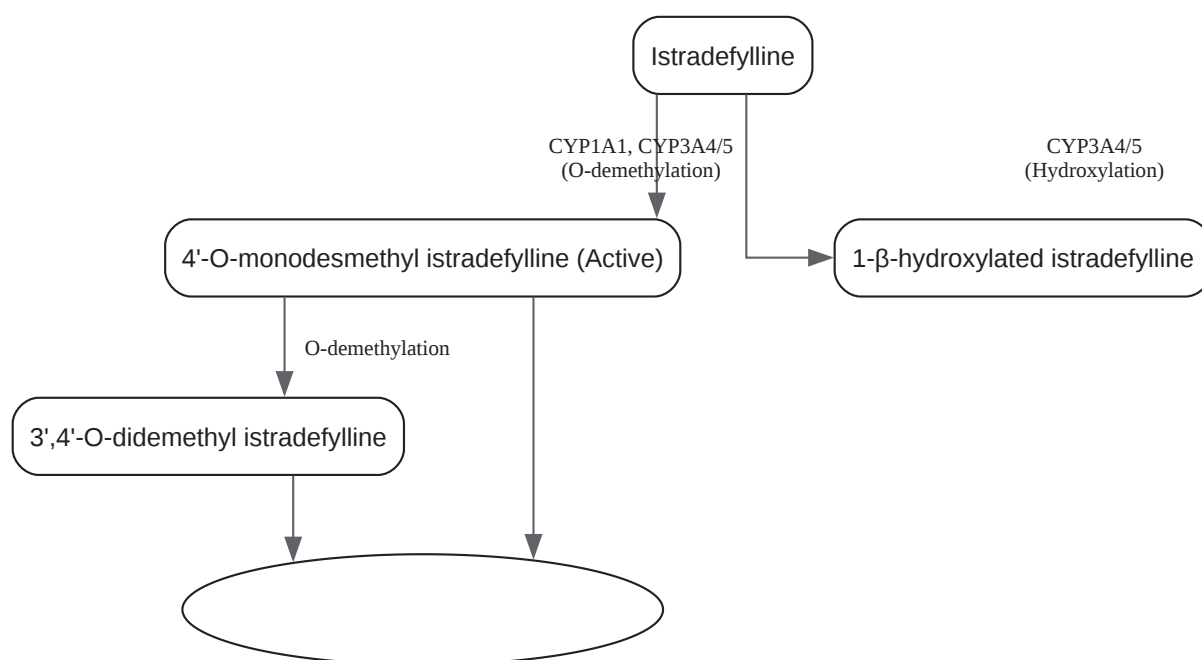 Istradefylline
CYP1A1, CYP3A4/5
(O-demethylation)
CYP3A4/5
(Hydroxylation)
4'-O-monodesmethyl istradefylline (Active)
1-β-hydroxylated istradefylline
O-demethylation
3',4'-O-didemethyl istradefylline